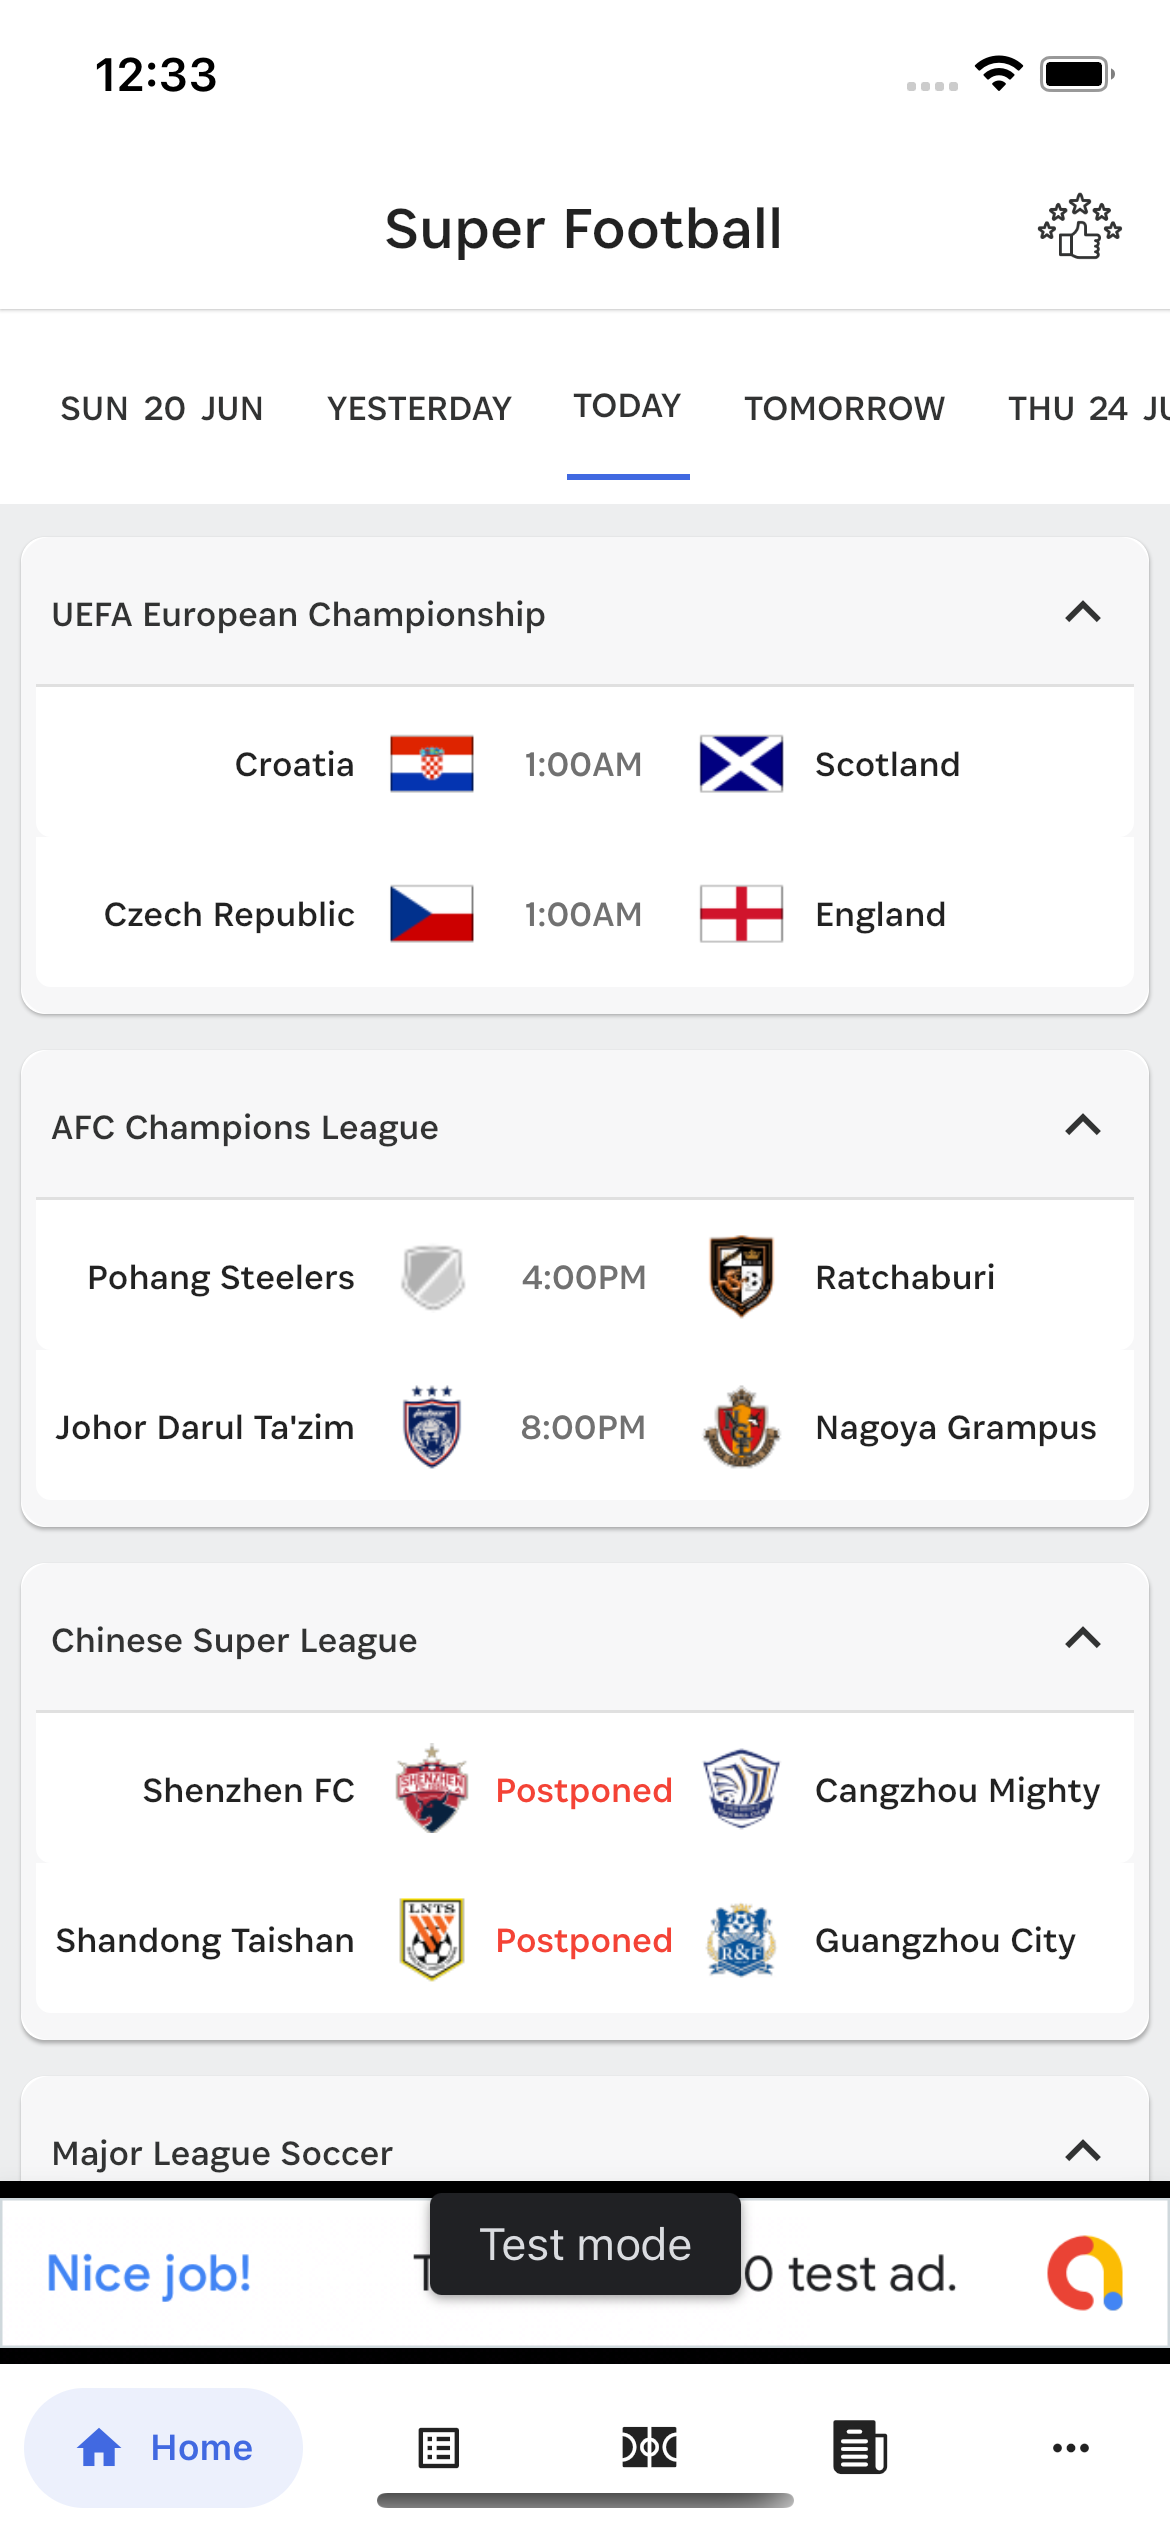 12:33
Super Football
SUN 20 JUN YESTERDAY TODAY TOMORROW THU 24 JU
UEFA European Championship
Croatia 1:00AM Scotland
Czech Republic 1:00AM England
AFC Champions League
Pohang Steelers 4:00PM Ratchaburi
Johor Darul Ta'zim 8:00PM Nagoya Grampus
Chinese Super League
SHENZHEN
Shenzhen FC Postponed Cangzhou Mighty
LNTS
R&F
Shandong Taishan Postponed Guangzhou City
Major League Soccer
Test mode
Nice job! 0 test ad.
Home